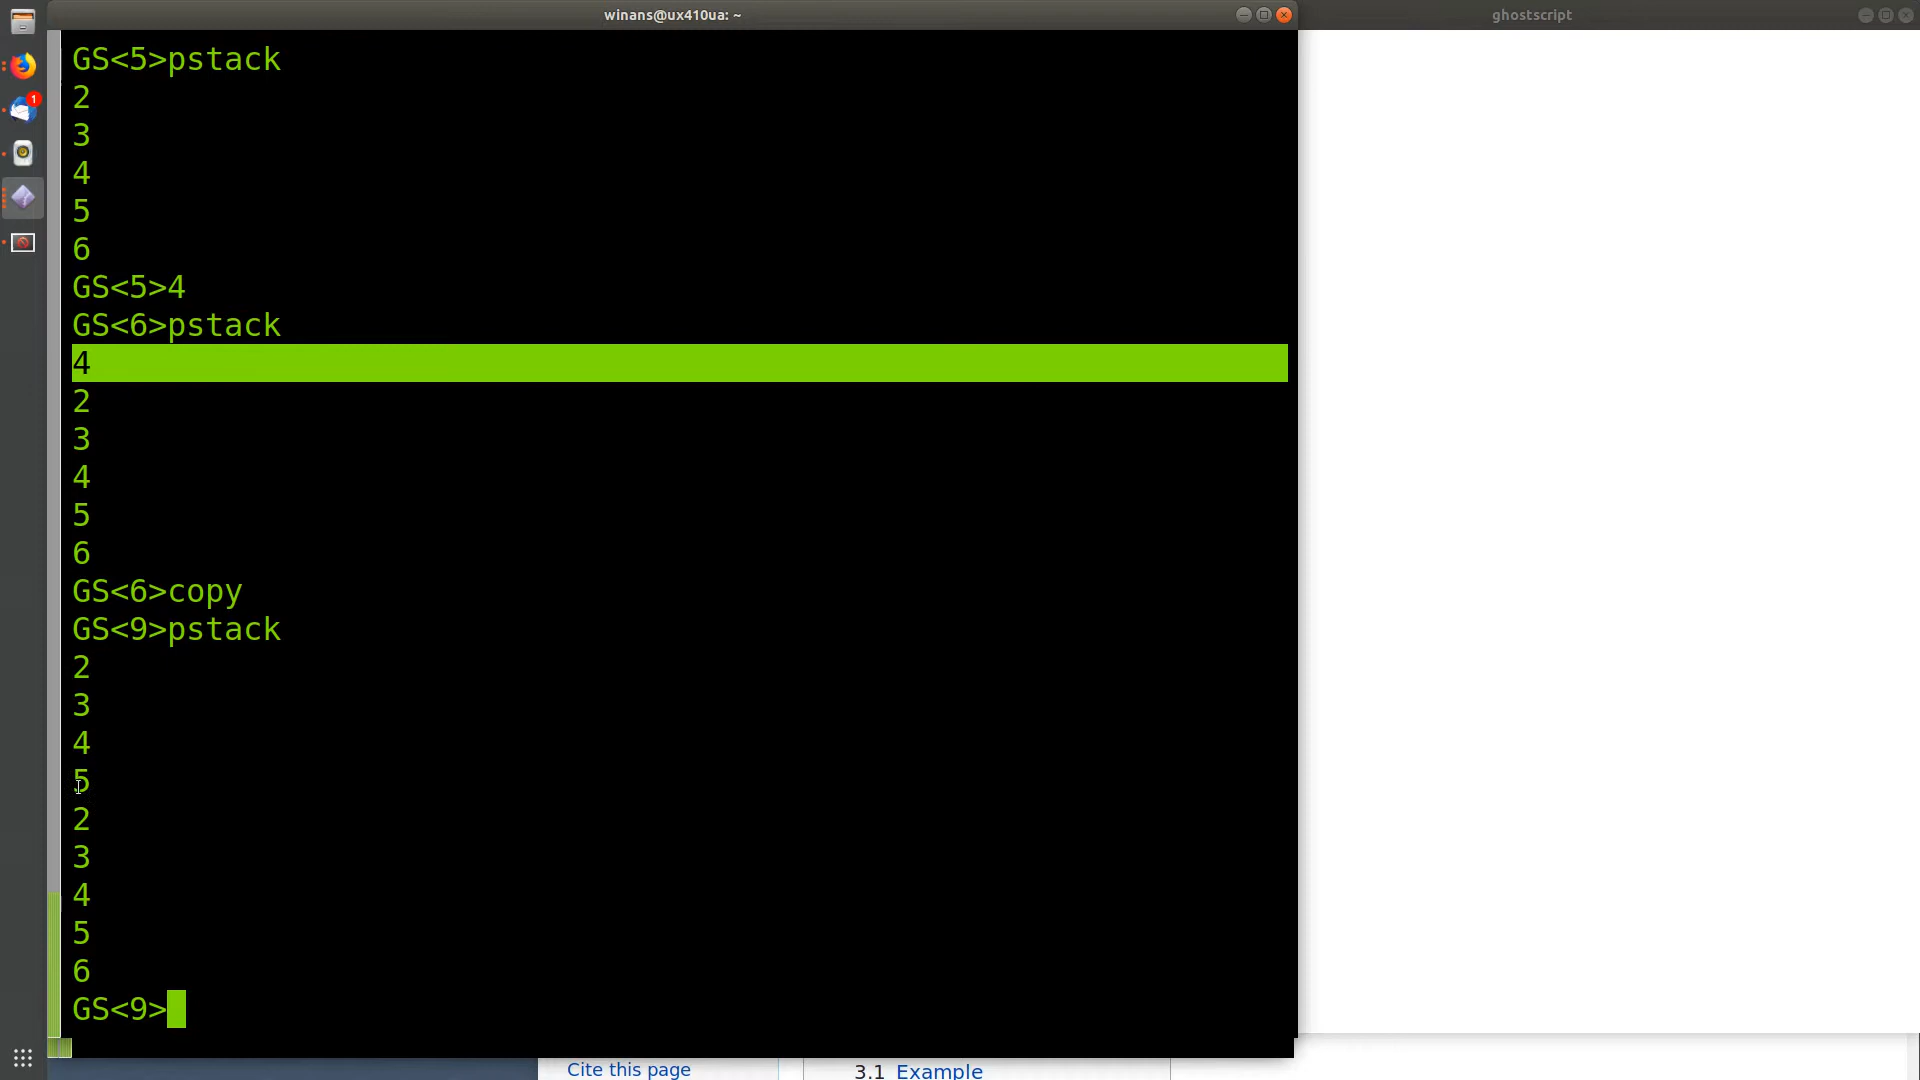 winans@ux410ua: ~
ghostscript
1
GS<5>pstack
2
3
4
5
6
GS<5>4
GS<6>pstack
4
2
3
4
5
6
GS<6>copy
GS<9>pstack
2
3
4
5
2
3
4
5
6
GS<9>
Cite this page
3.1 Example